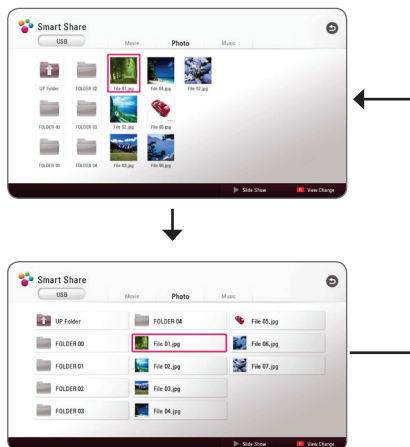 Smart Share
USB Movie Photo Music
UP Folder FOLDER 02 File 01.jpg File 04.jpg File 07.jpg
FOLDER 00 FOLDER 03 File 02.jpg File 05.jpg
FOLDER 01 FOLDER 04 File 03.jpg File 06.jpg
Slide Show R View Change
Smart Share
USB Movie Photo Music
UP Folder FOLDER 04 File 05.jpg
FOLDER 00 File 01.jpg File 06.jpg
FOLDER 01 File 02.jpg File 07.jpg
FOLDER 02 File 03.jpg
FOLDER 03 File 04.jpg
Slide Show R View Change